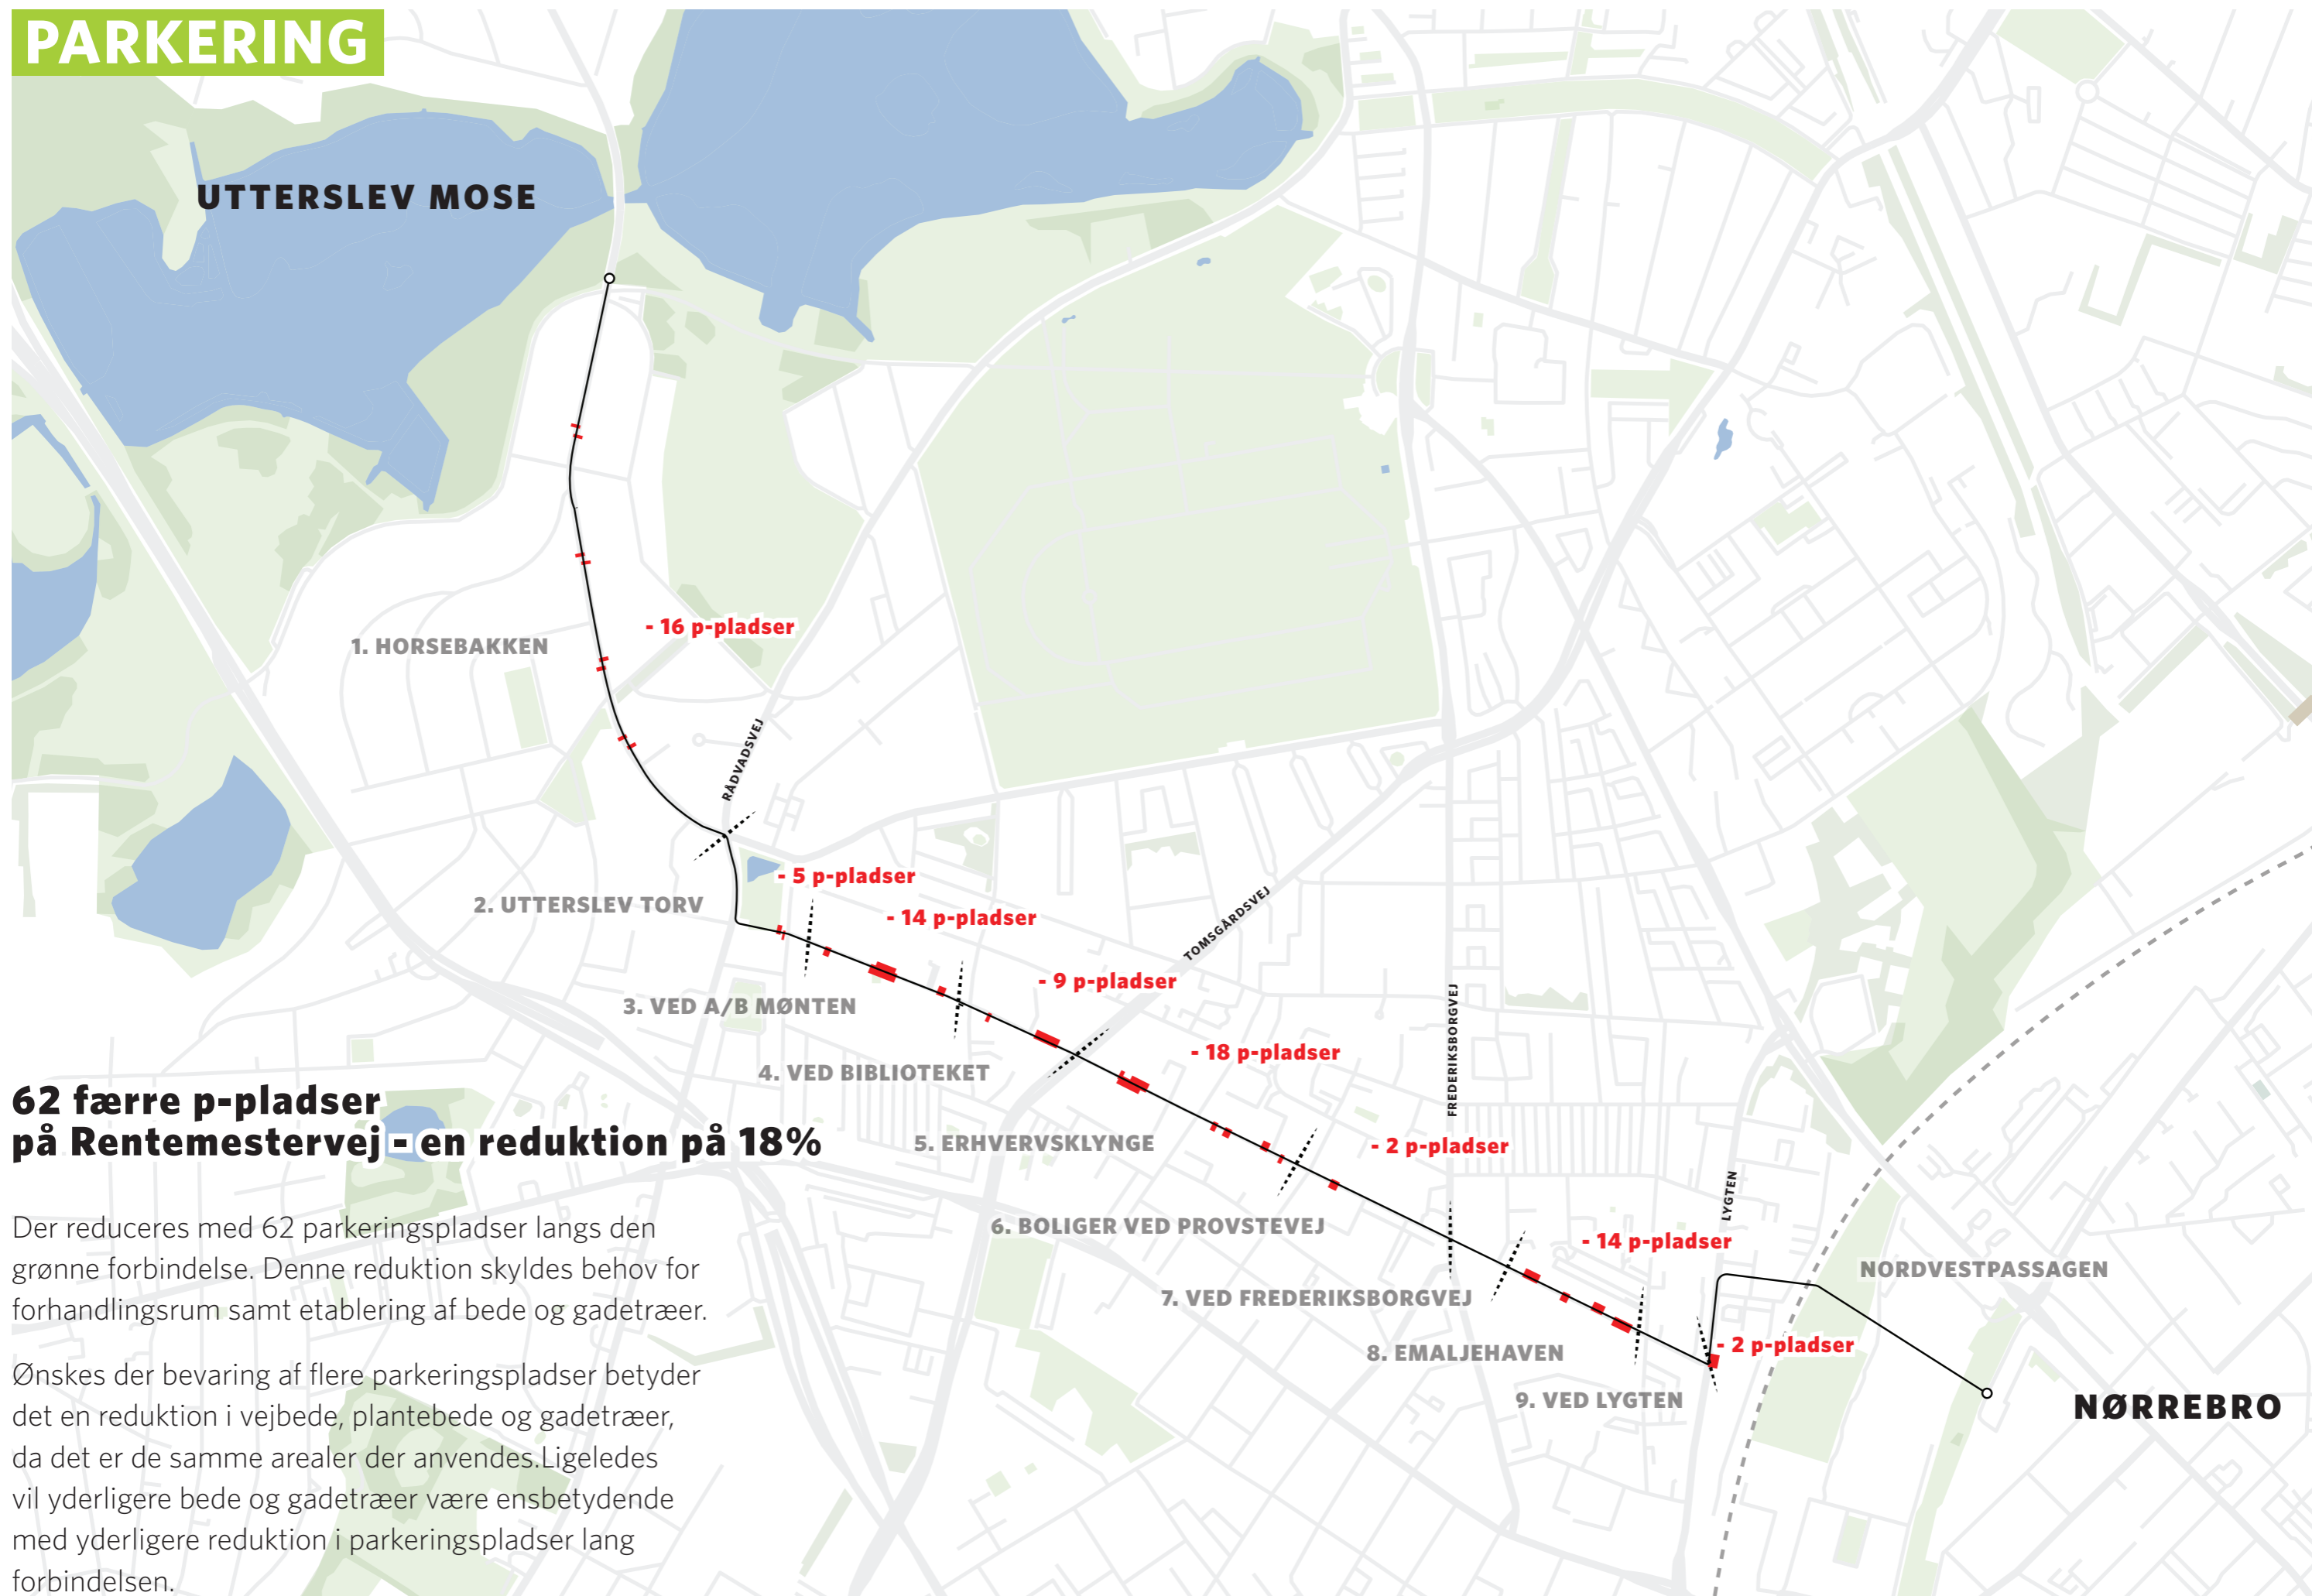 PARKERING
UTTERSLEV MOSE
- 16 p-pladser
1. HORSEBAKKEN
RÅDVADSVEJ
- 5 p-pladser
2. UTTERSLEV TORV
- 14 p-pladser
TOMSGÅRDSVEJ
- 9 p-pladser
3. VED A/B MØNTEN
FREDERIKSBORGVEJ
- 18 p-pladser
4. VED BIBLIOTEKET
62 færre p-pladser
på Rentemestervej - en reduktion på 18%
5. ERHVERVSKLYNGE
- 2 p-pladser
LYGTEN
6. BOLIGER VED PROVSTEVEJ
- 14 p-pladser
NORDVESTPASSAGEN
7. VED FREDERIKSBORGVEJ
- 2 p-pladser
8. EMALJEHAVEN
9. VED LYGTEN
NØRREBRO
Der reduceres med 62 parkeringspladser langs den
grønne forbindelse. Denne reduktion skyldes behov for
forhandlingsrum samt etablering af bede og gadetræer.
Ønskes der bevaring af flere parkeringspladser betyder
det en reduktion i vejbede, plantebede og gadetræer,
da det er de samme arealer der anvendes.Ligeledes
vil yderligere bede og gadetræer være ensbetydende
med yderligere reduktion i parkeringspladser lang
forbindelsen.